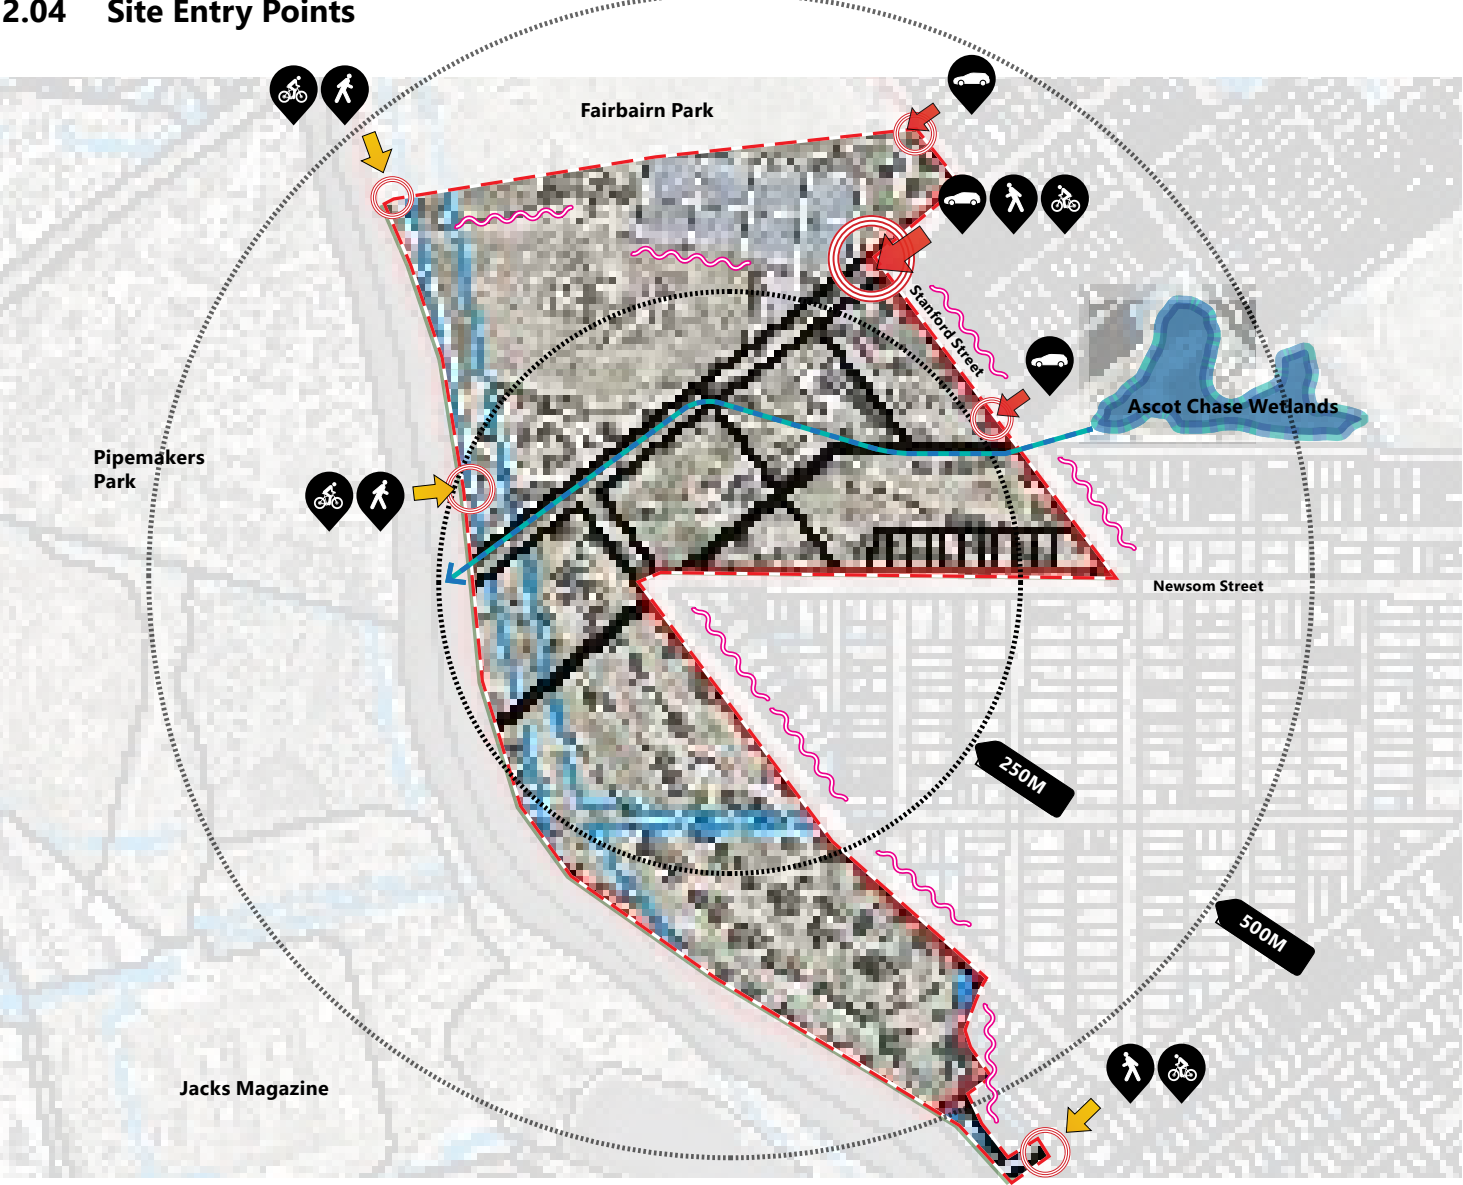 2.04 Site Entry Points
Fairbairn Park
Stanford Street
Ascot Chase Wetlands
Pipemakers
Park
Newsom Street
250M
500M
Jacks Magazine